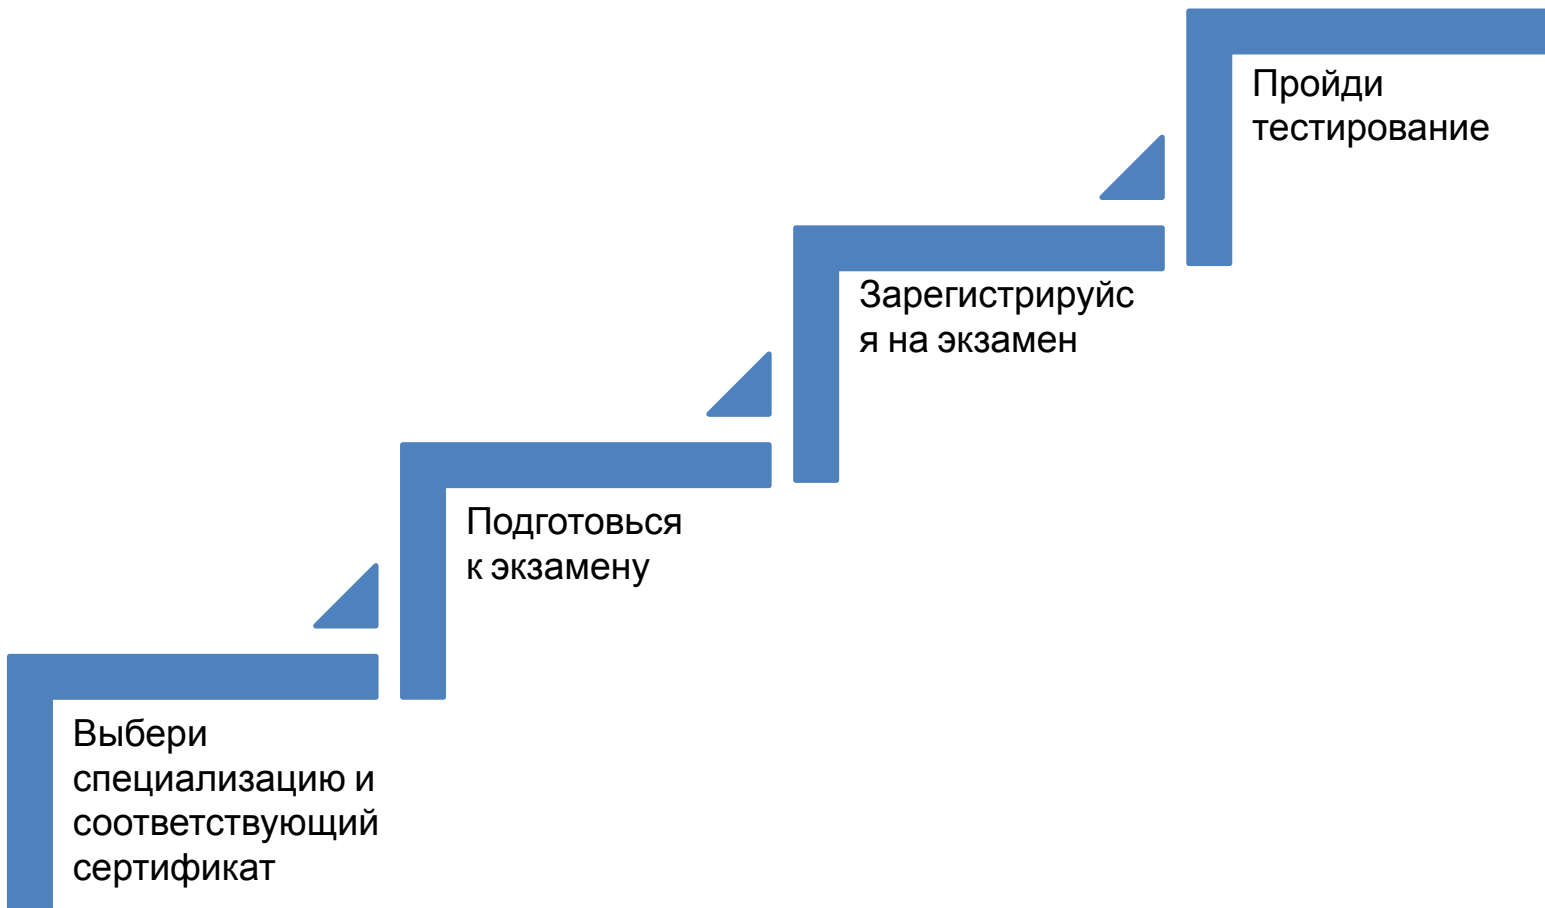 Пройди
тестирование
Зарегистрируйс
я на экзамен
Подготовься
к экзамену
Выбери
специализацию и
соответствующий
сертификат